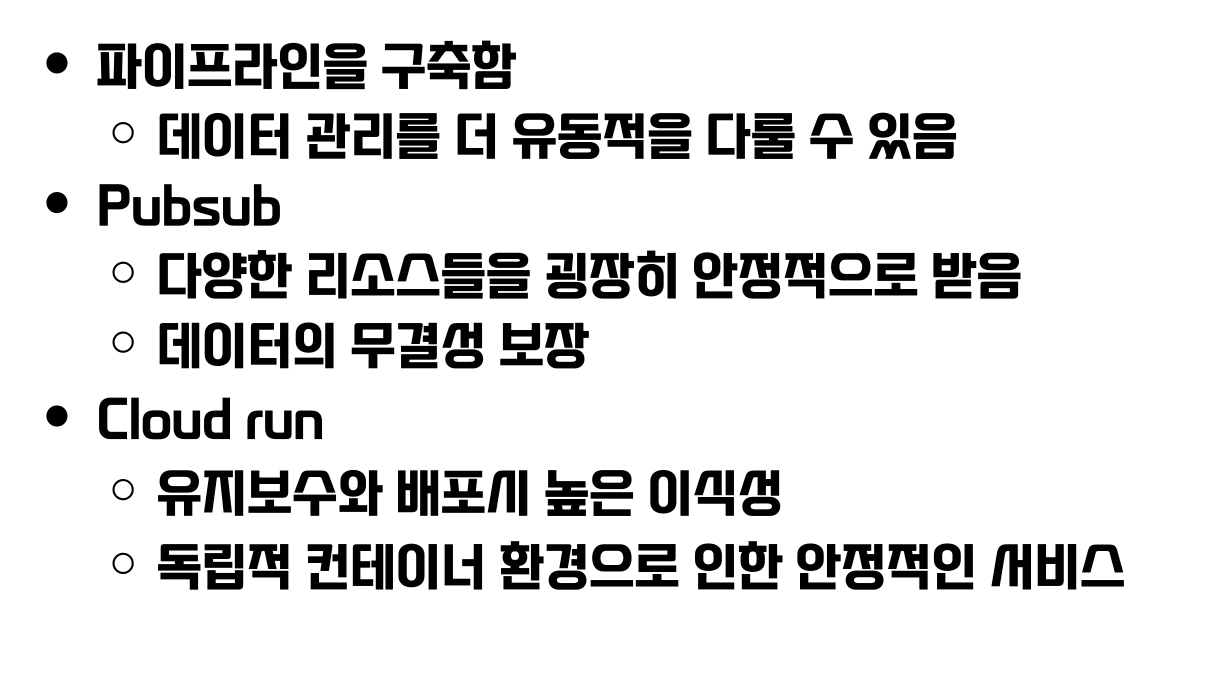 • 파이프라인을 구축함
○ 데이터 관리를 더 유동적을 다룰 수 있음
• Pubsub
○ 다양한 리소스들을 굉장히 안정적으로 받음
○ 데이터의 무결성 보장
• Cloud run
○ 유지보수와 배포시 높은 이식성
○ 독립적 컨테이너 환경으로 인한 안정적인 서비스